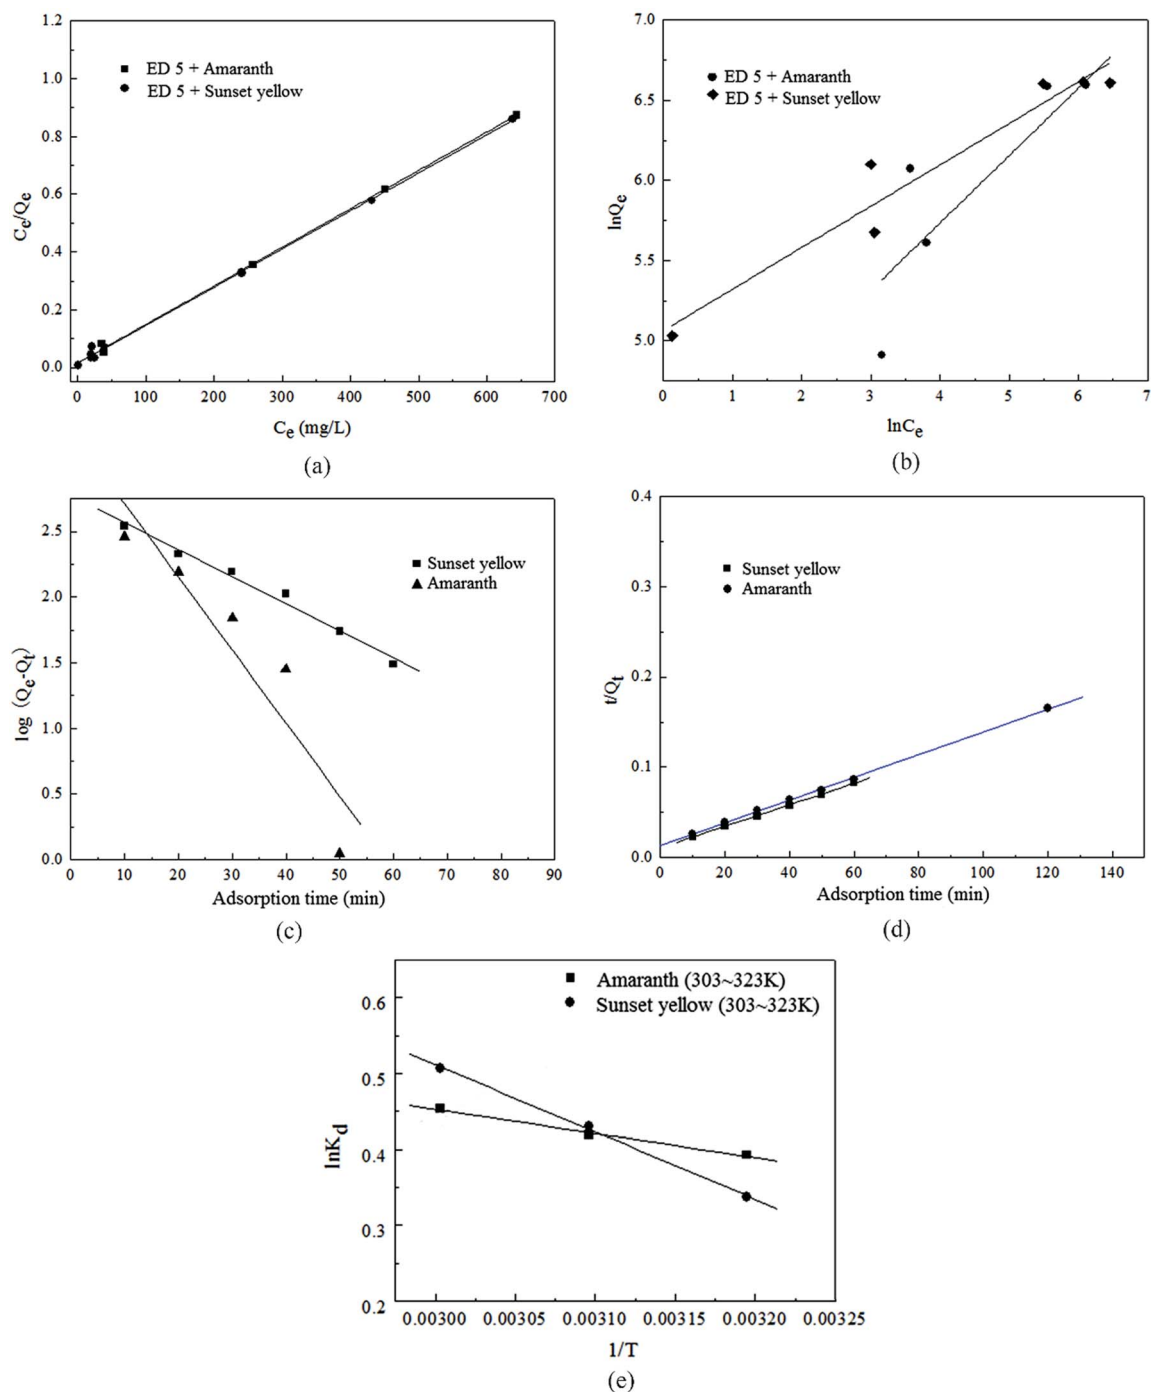 1.2
1.0
0.8
0.6
0.4
0.2
0.0
Ce/Qe
ED 5 + Amaranth
ED 5 + Sunset yellow
0 100 200 300 400 500 600 700
Ce (mg/L)
(a)
7.0
6.5
6.0
5.5
5.0
lnQe
ED 5 + Amaranth
ED 5 + Sunset yellow
0 1 2 3 4 5 6 7
lnCe
(b)
2.5
2.0
1.5
1.0
0.5
0.0
log (Qe-Qt)
Sunset yellow
Amaranth
0 10 20 30 40 50 60 70 80 90
Adsorption time (min)
(c)
0.4
0.3
0.2
0.1
0.0
t/Qt
Sunset yellow
Amaranth
0 20 40 60 80 100 120 140
Adsorption time (min)
(d)
0.6
0.5
0.4
0.3
0.2
lnKd
Amaranth (303~323K)
Sunset yellow (303~323K)
0.00300 0.00305 0.00310 0.00315 0.00320 0.00325
1/T
(e)